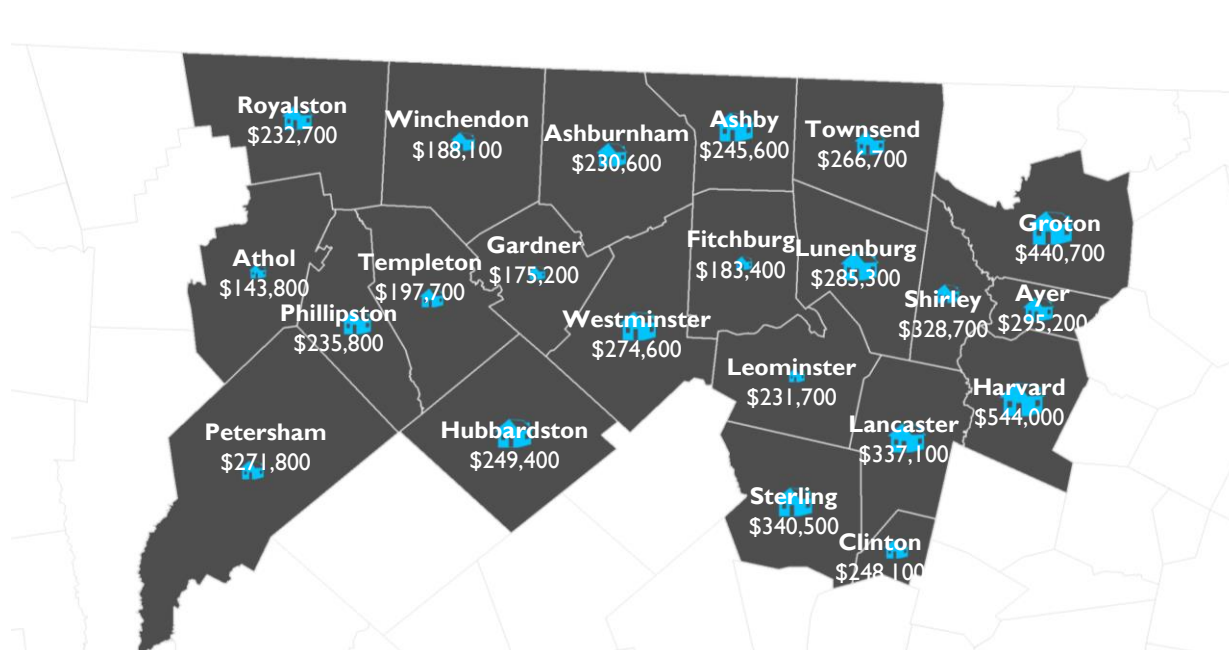 Royalston
$232,700
Winchendon
$188,100
Ashburnham
$230,600
Ashby
$245,600
Townsend
$266,700
Groton
$440,700
Athol
$143,800
Templeton
$197,700
Gardner
$175,200
Fitchburg
$183,400
Lunenburg
$285,300
Shirley
$328,700
Ayer
$295,200
Phillipston
$235,800
Westminster
$274,600
Leominster
$231,700
Harvard
$544,000
Petersham
$271,800
Hubbardston
$249,400
Lancaster
$337,100
Sterling
$340,500
Clinton
$248,100